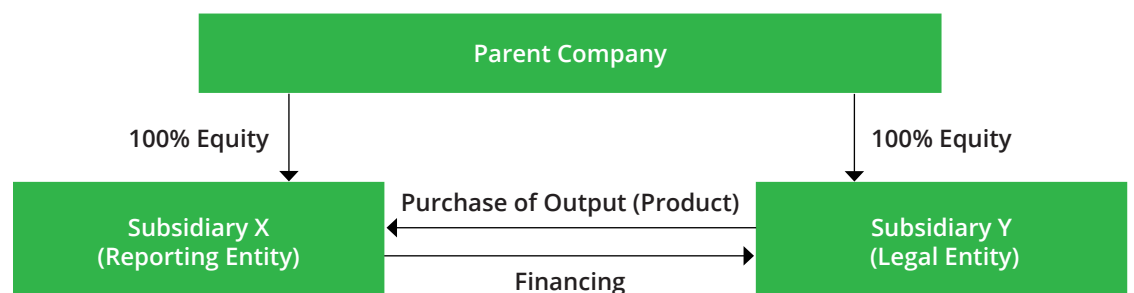 Parent Company
100% Equity
100% Equity
Subsidiary X
(Reporting Entity)
Purchase of Output (Product)
Financing
Subsidiary Y
(Legal Entity)